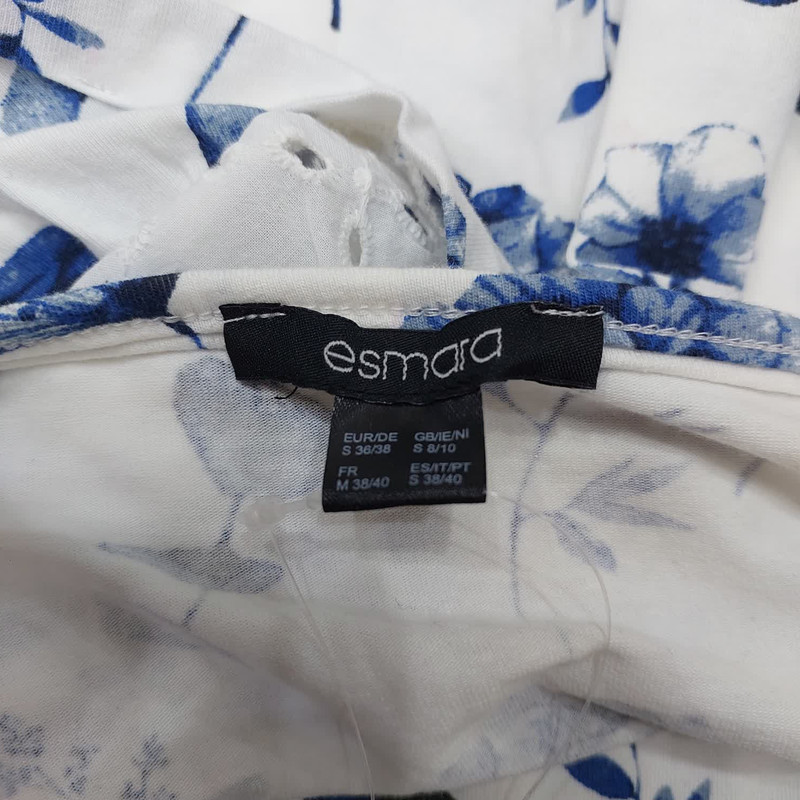 esmara
EUR/DE GB/IE/NI
S 36/38 S 8/10
FR ES/IT/PT
M 38/40 S 38/40